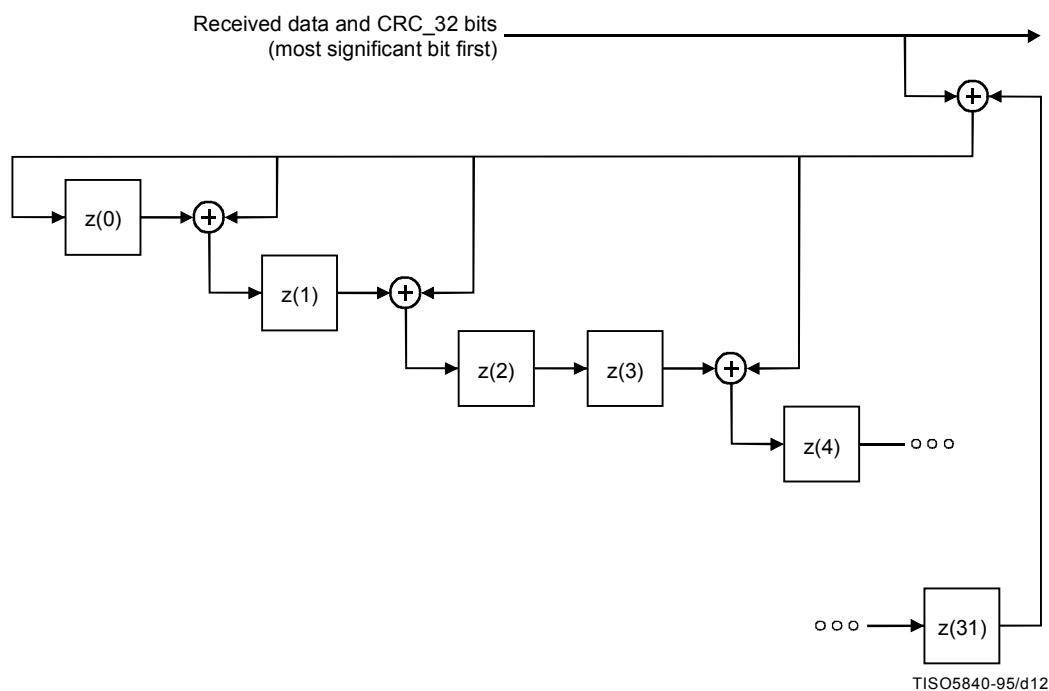 Received data and CRC_32 bits
(most significant bit first)
z(0)
z(1)
z(2)
z(3)
z(4)
z(31)
TISO5840-95/d12